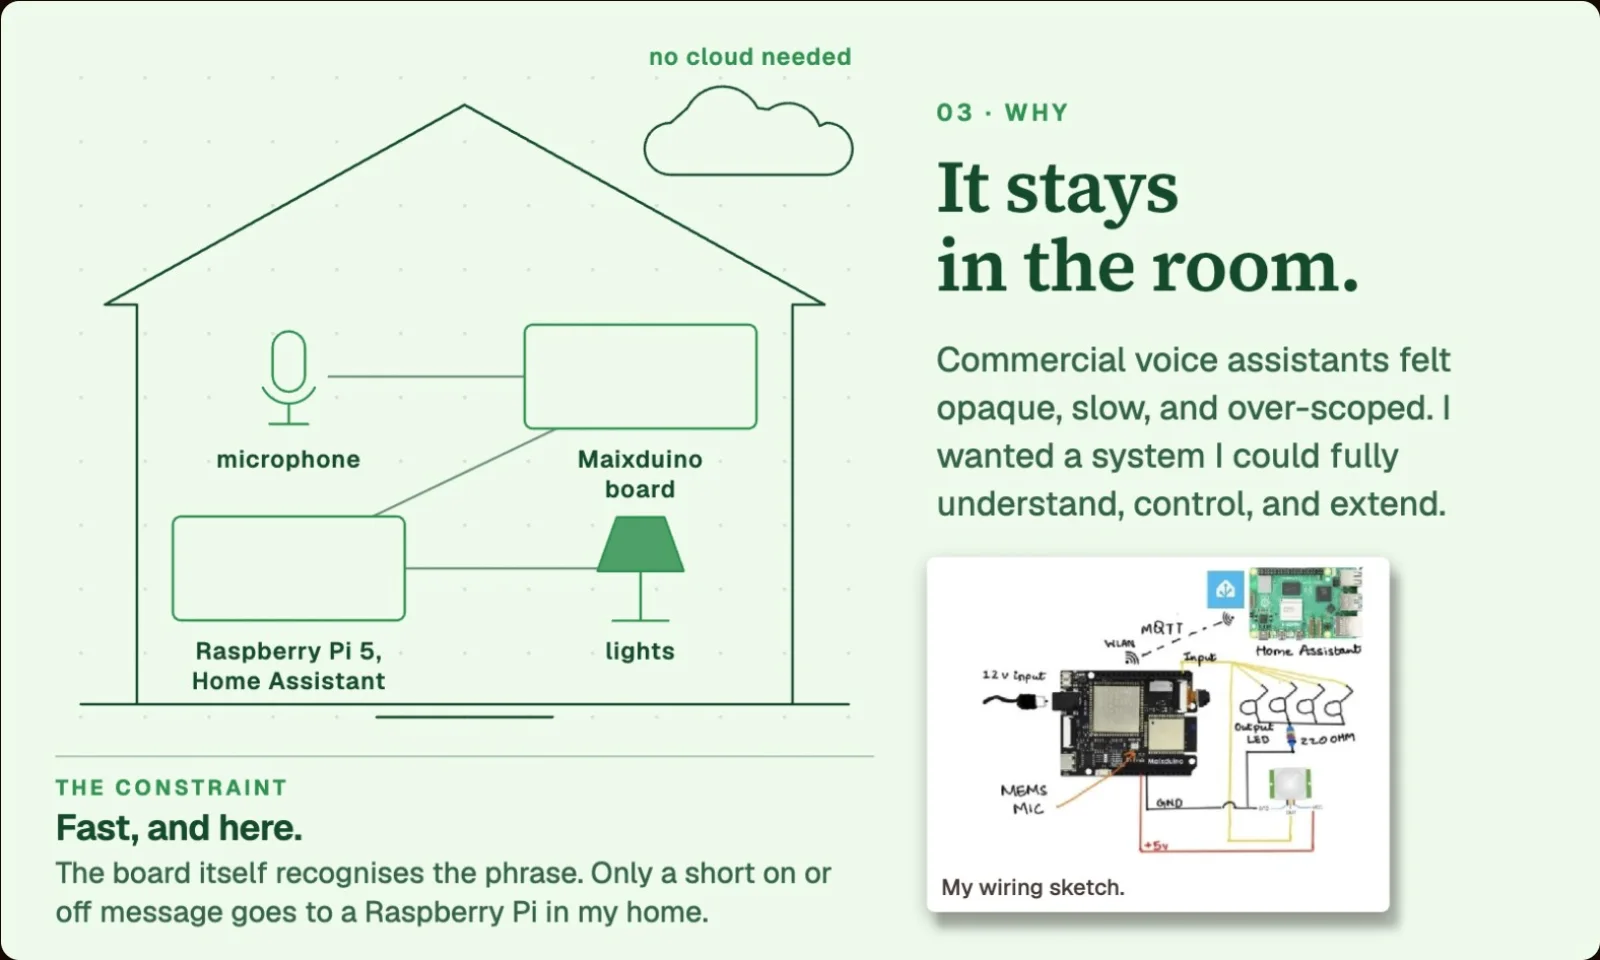 no cloud needed
microphone
Maixduino
board
Raspberry Pi 5,
Home Assistant
lights
THE CONSTRAINT
Fast, and here.
The board itself recognises the phrase. Only a short on or
off message goes to a Raspberry Pi in my home.
03 · WHY
It stays
in the room.
Commercial voice assistants felt
opaque, slow, and over-scoped. I
wanted a system I could fully
understand, control, and extend.
MQTT
WLAN
Home Assistant
Input
12v input
Output
LED
220 OHM
Maixduino
MEMS
MIC
GND
+5v
My wiring sketch.